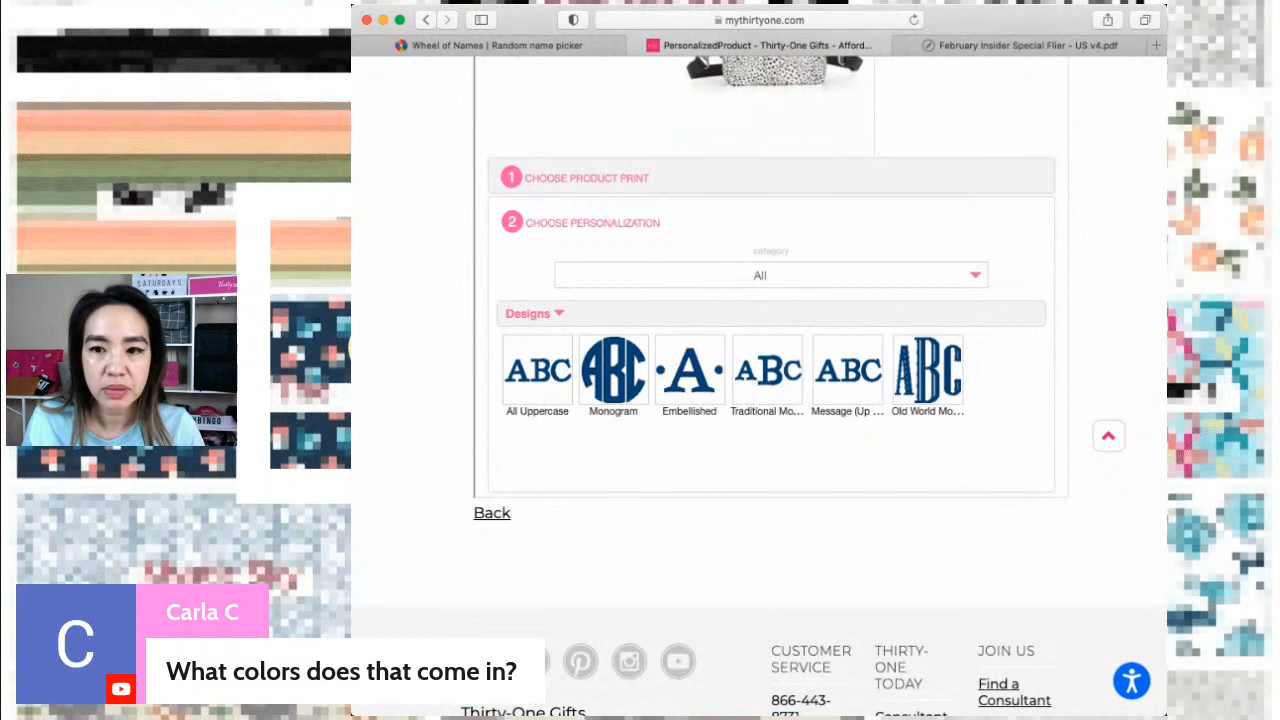 mythirtyone.com
Wheel of Names | Random name picker
PersonalizedProduct - Thirty-One Gifts - Afford...
February Insider Special Flier - US v4.pdf
1 CHOOSE PRODUCT PRINT
2 CHOOSE PERSONALIZATION
category
All
Designs
ABC
ABC
·A·
ABC
ABC
ABC
All Uppercase
Monogram
Embellished
Traditional Mo...
Message (Up ...
Old World Mo...
Back
SATURDAYS
BINGO
C
Carla C
What colors does that come in?
CUSTOMER
SERVICE
866-443-
THIRTY-
ONE
TODAY
Consultant
JOIN US
Find a
Consultant
Thirty-One Gifts